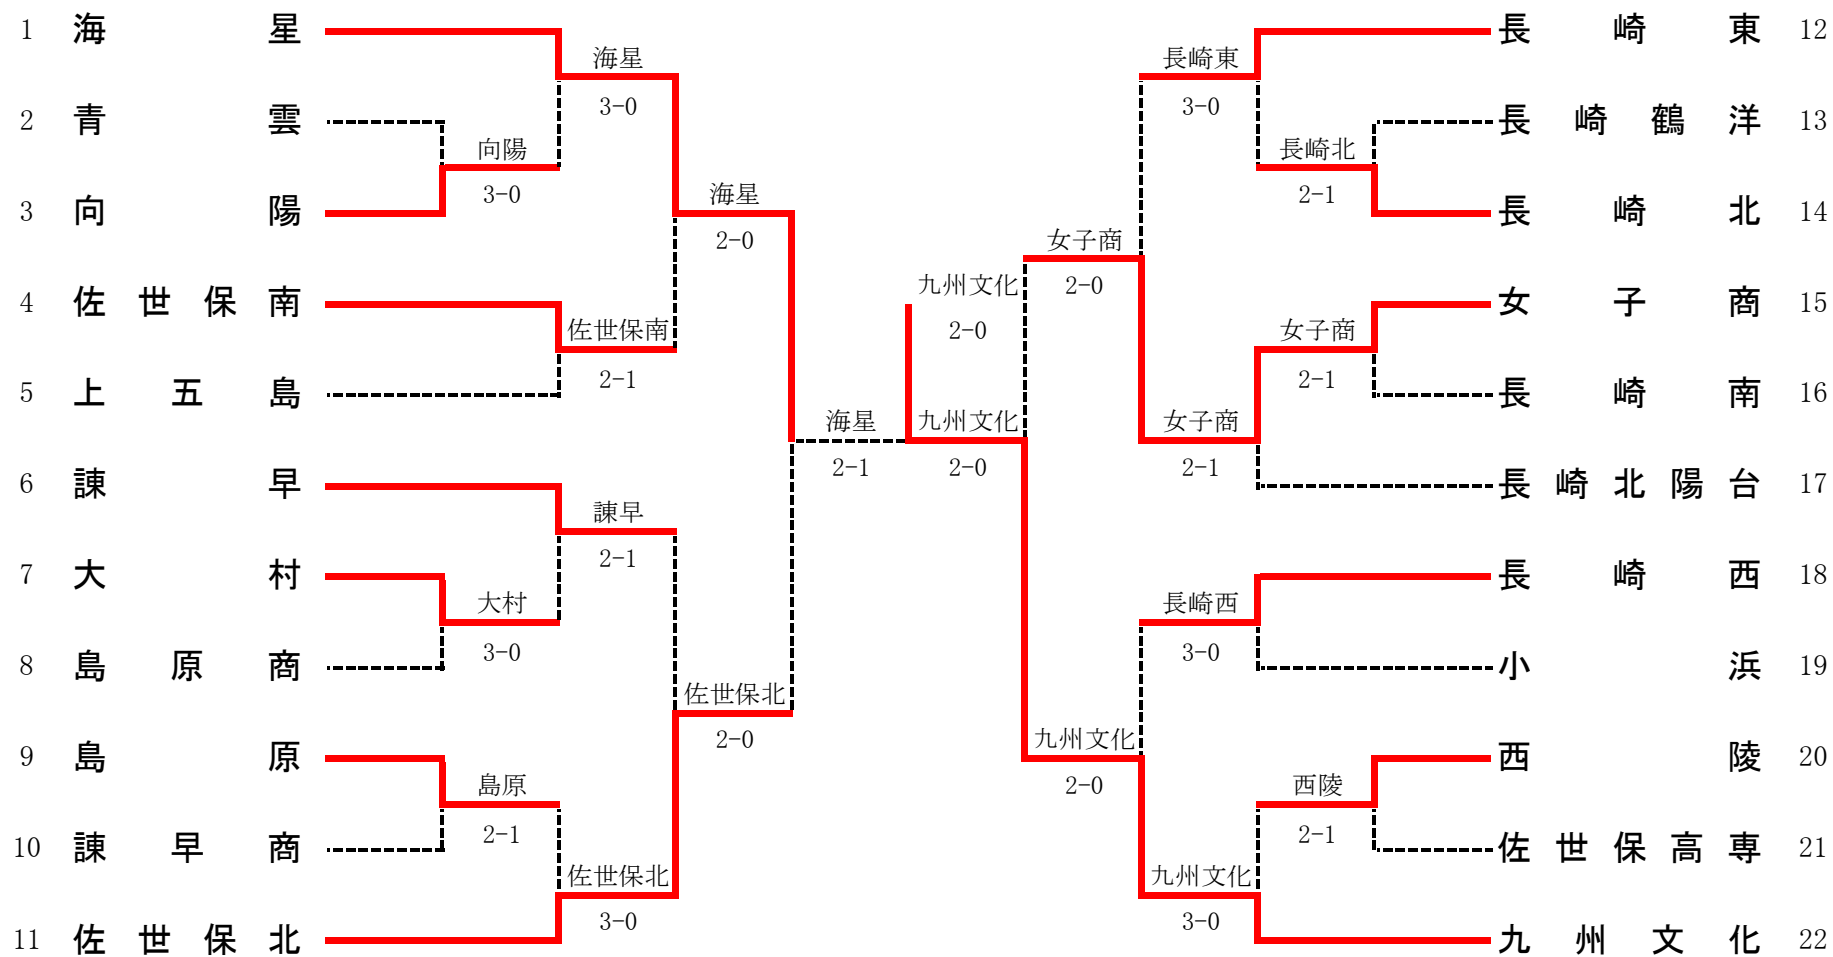 1 海星
海星
3-0
2 青雲
向陽
3-0
3 向陽
海星
2-0
4 佐世保南
佐世保南
2-1
5 上五島
海星
2-1
6 諫早
諫早
2-1
7 大村
大村
3-0
8 島原商
佐世保北
2-0
9 島原
島原
2-1
10 諫早商
佐世保北
3-0
11 佐世保北
九州文化
2-0
九州文化
2-0
長崎東 12
長崎東
3-0
長崎鶴洋 13
長崎北
2-1
長崎北 14
女子商
2-0
女子商 15
女子商
2-1
長崎南 16
女子商
2-1
長崎北陽台 17
長崎西 18
長崎西
3-0
小浜 19
九州文化
2-0
西陵 20
西陵
2-1
佐世保高専 21
九州文化
3-0
九州文化 22